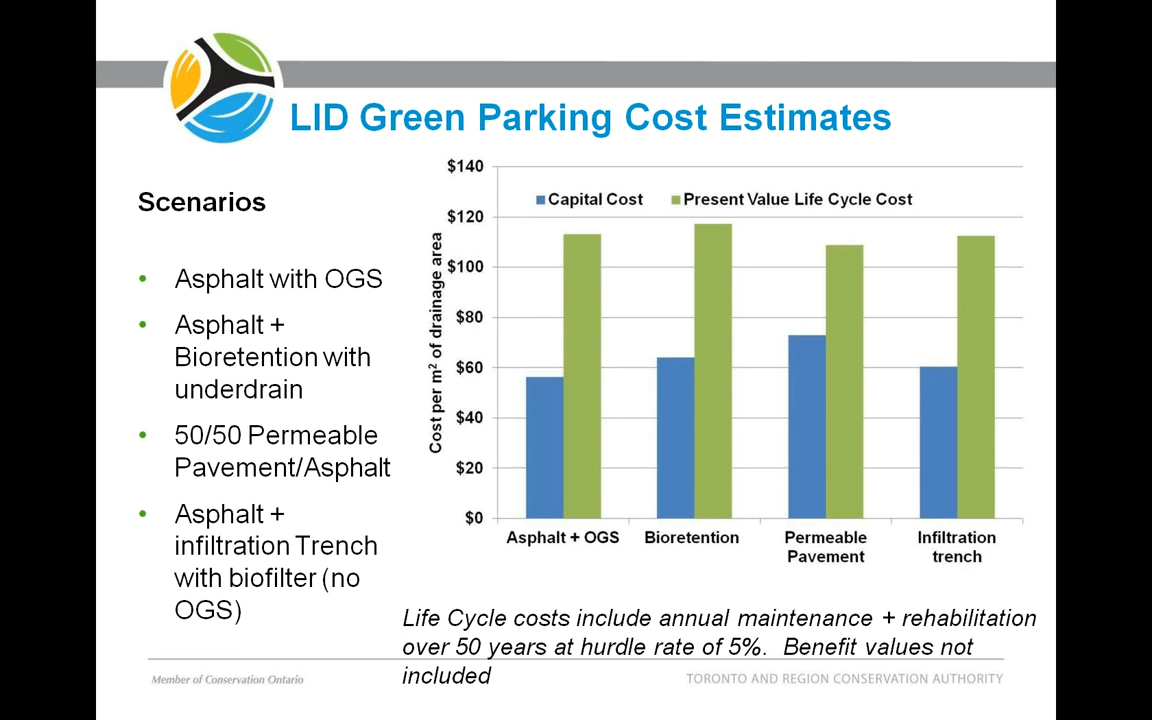 LID Green Parking Cost Estimates
Scenarios
• Asphalt with OGS
• Asphalt +
Bioretention with
underdrain
• 50/50 Permeable
Pavement/Asphalt
• Asphalt +
infiltration Trench
with biofilter (no
OGS)
Cost per m² of drainage area
$140
$120
$100
$80
$60
$40
$20
$0
Capital Cost
Present Value Life Cycle Cost
Asphalt + OGS
Bioretention
Permeable
Pavement
Infiltration
trench
Life Cycle costs include annual maintenance + rehabilitation
over 50 years at hurdle rate of 5%. Benefit values not
included
Member of Conservation Ontario
TORONTO AND REGION CONSERVATION AUTHORITY